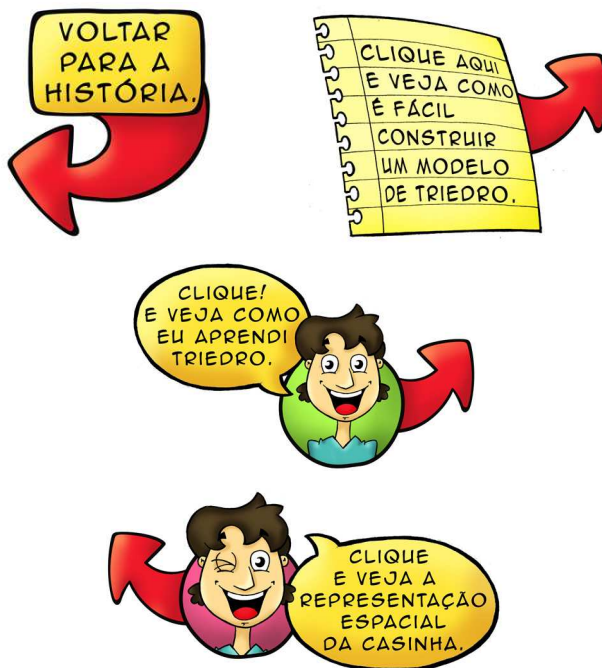 VOLTAR
PARA A
HISTÓRIA.
CLIQUE AQUI
E VEJA COMO
É FÁCIL
CONSTRUIR
UM MODELO
DE TRIEDRO.
CLIQUE!
E VEJA COMO
EU APRENDI
TRIEDRO.
CLIQUE
E VEJA A
REPRESENTAÇÃO
ESPACIAL
DA CASINHA.